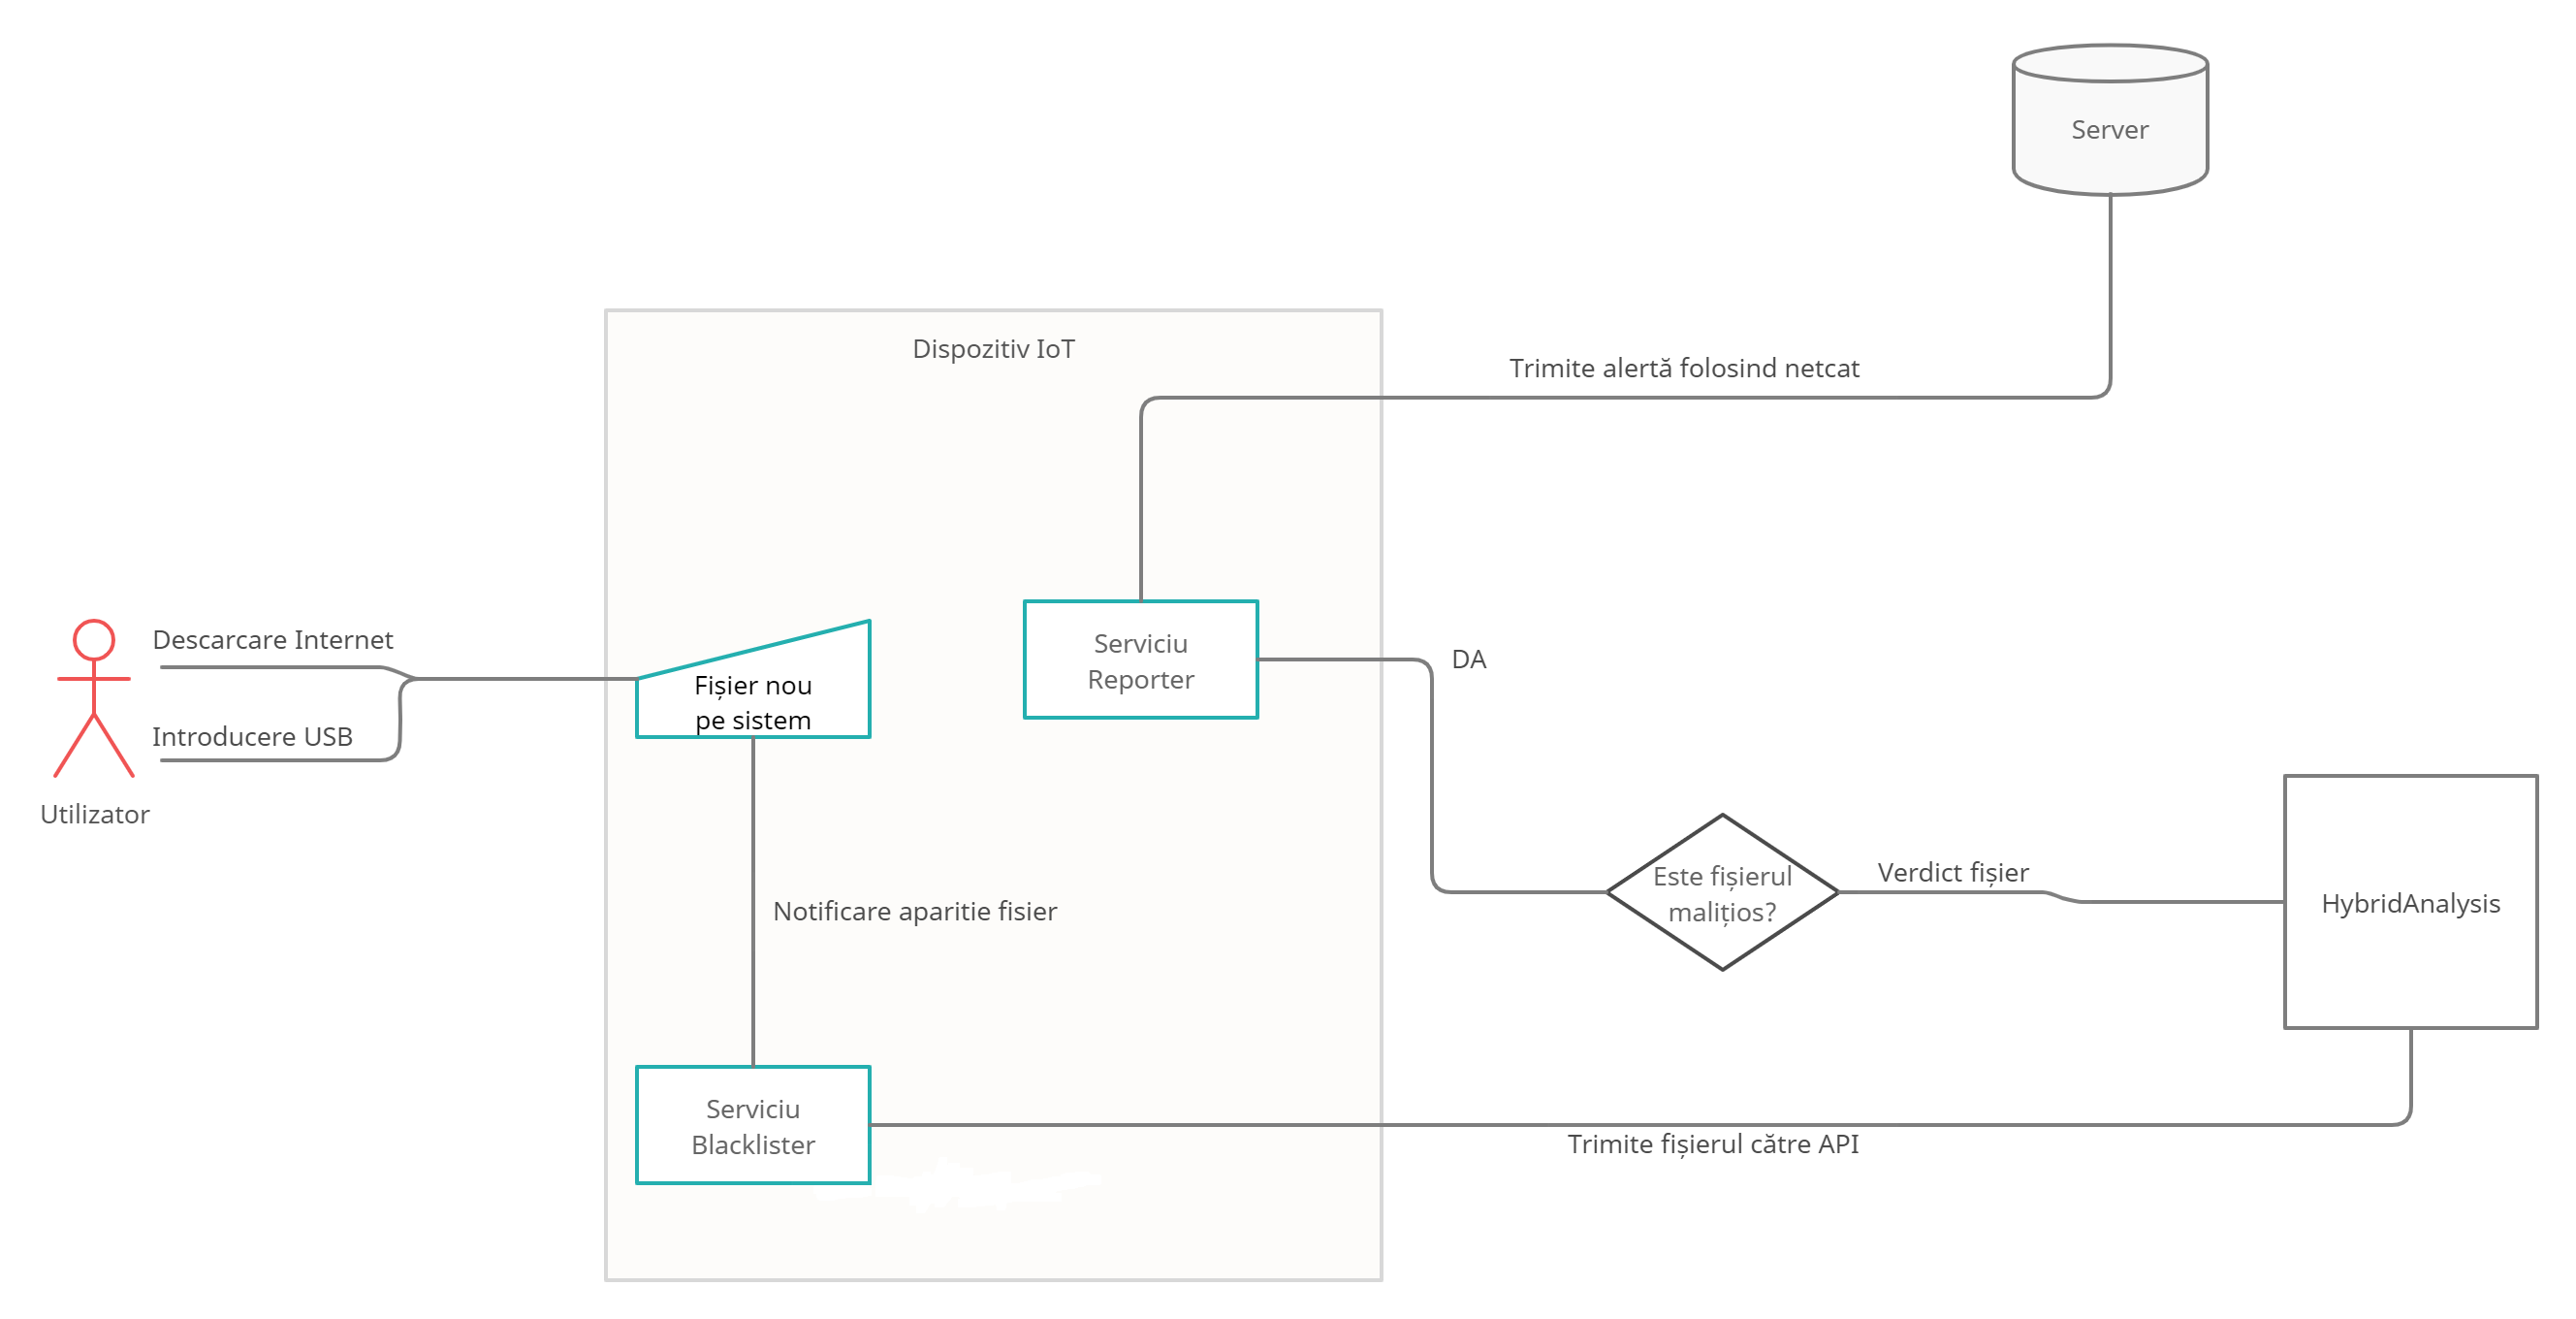 Server
Dispozitiv IoT
Trimite alertă folosind netcat
Descarcare Internet
Introducere USB
Utilizator
Fișier nou
pe sistem
Serviciu
Reporter
DA
Notificare aparitie fisier
Este fișierul
malițios?
Verdict fișier
HybridAnalysis
Serviciu
Blacklister
Trimite fișierul către API